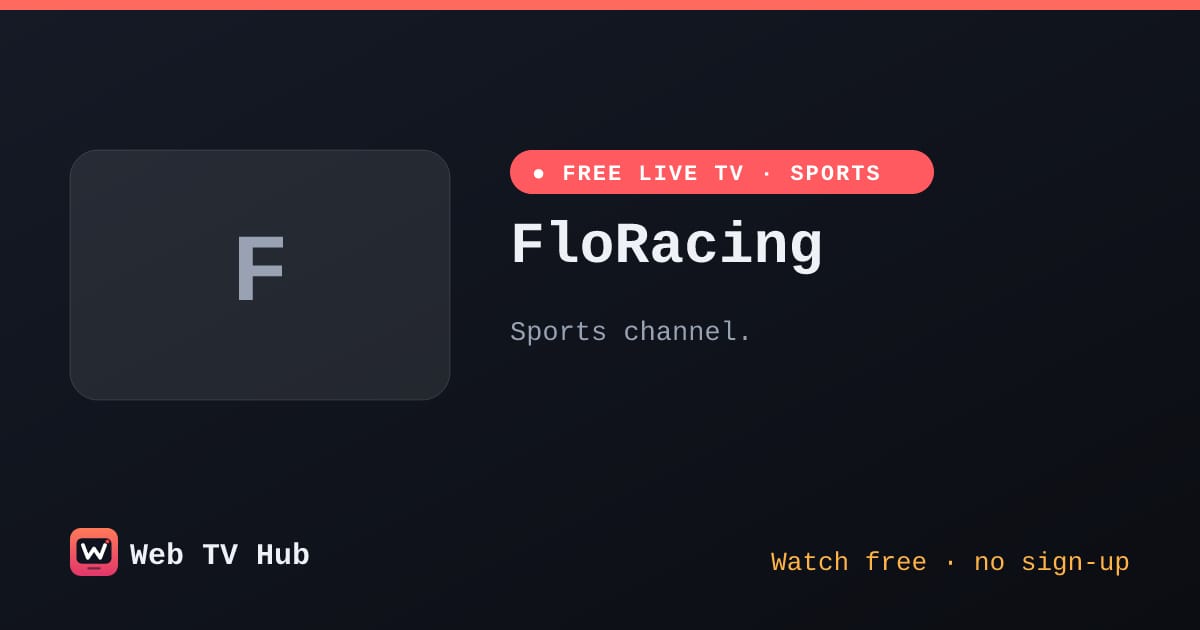 F
● FREE LIVE TV · SPORTS
FloRacing
Sports channel.
W Web TV Hub
Watch free · no sign-up